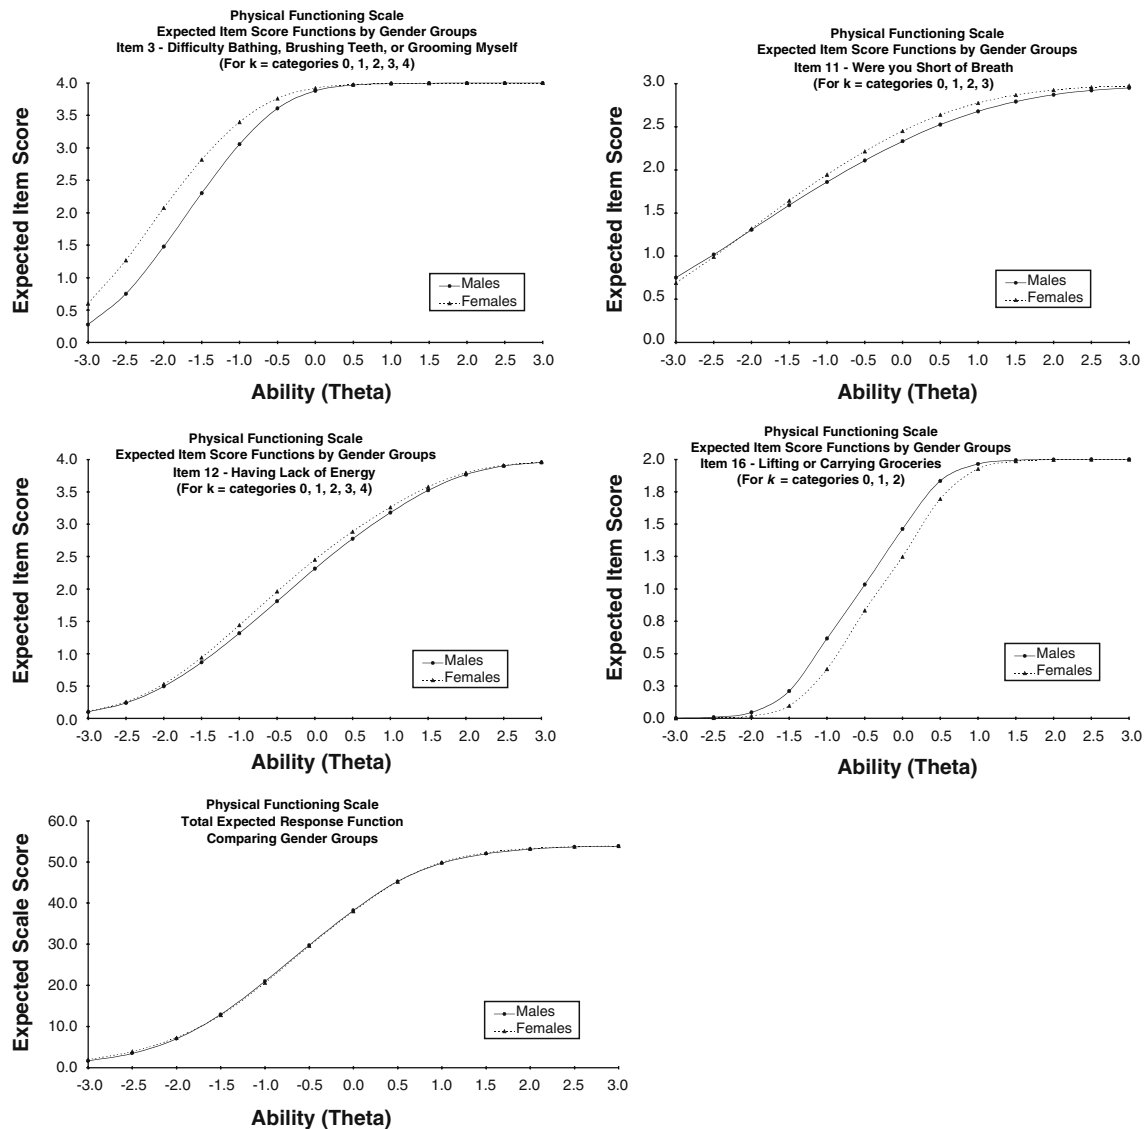 Physical Functioning Scale
Expected Item Score Functions by Gender Groups
Item 3 - Difficulty Bathing, Brushing Teeth, or Grooming Myself
(For k = categories 0, 1, 2, 3, 4)
Expected Item Score
4.0
3.5
3.0
2.5
2.0
1.5
1.0
0.5
0.0
Males
Females
-3.0 -2.5 -2.0 -1.5 -1.0 -0.5 0.0 0.5 1.0 1.5 2.0 2.5 3.0
Ability (Theta)
Physical Functioning Scale
Expected Item Score Functions by Gender Groups
Item 11 - Were you Short of Breath
(For k = categories 0, 1, 2, 3)
Expected Item Score
3.0
2.5
2.0
1.5
1.0
0.5
0.0
Males
Females
-3.0 -2.5 -2.0 -1.5 -1.0 -0.5 0.0 0.5 1.0 1.5 2.0 2.5 3.0
Ability (Theta)
Physical Functioning Scale
Expected Item Score Functions by Gender Groups
Item 12 - Having Lack of Energy
(For k = categories 0, 1, 2, 3, 4)
Expected Item Score
4.0
3.5
3.0
2.5
2.0
1.5
1.0
0.5
0.0
Males
Females
-3.0 -2.5 -2.0 -1.5 -1.0 -0.5 0.0 0.5 1.0 1.5 2.0 2.5 3.0
Ability (Theta)
Physical Functioning Scale
Expected Item Score Functions by Gender Groups
Item 16 - Lifting or Carrying Groceries
(For k = categories 0, 1, 2)
Expected Item Score
2.0
1.8
1.5
1.3
1.0
0.8
0.5
0.3
0.0
Males
Females
-3.0 -2.5 -2.0 -1.5 -1.0 -0.5 0.0 0.5 1.0 1.5 2.0 2.5 3.0
Ability (Theta)
Physical Functioning Scale
Total Expected Response Function
Comparing Gender Groups
Expected Scale Score
60.0
50.0
40.0
30.0
20.0
10.0
0.0
Males
Females
-3.0 -2.5 -2.0 -1.5 -1.0 -0.5 0.0 0.5 1.0 1.5 2.0 2.5 3.0
Ability (Theta)